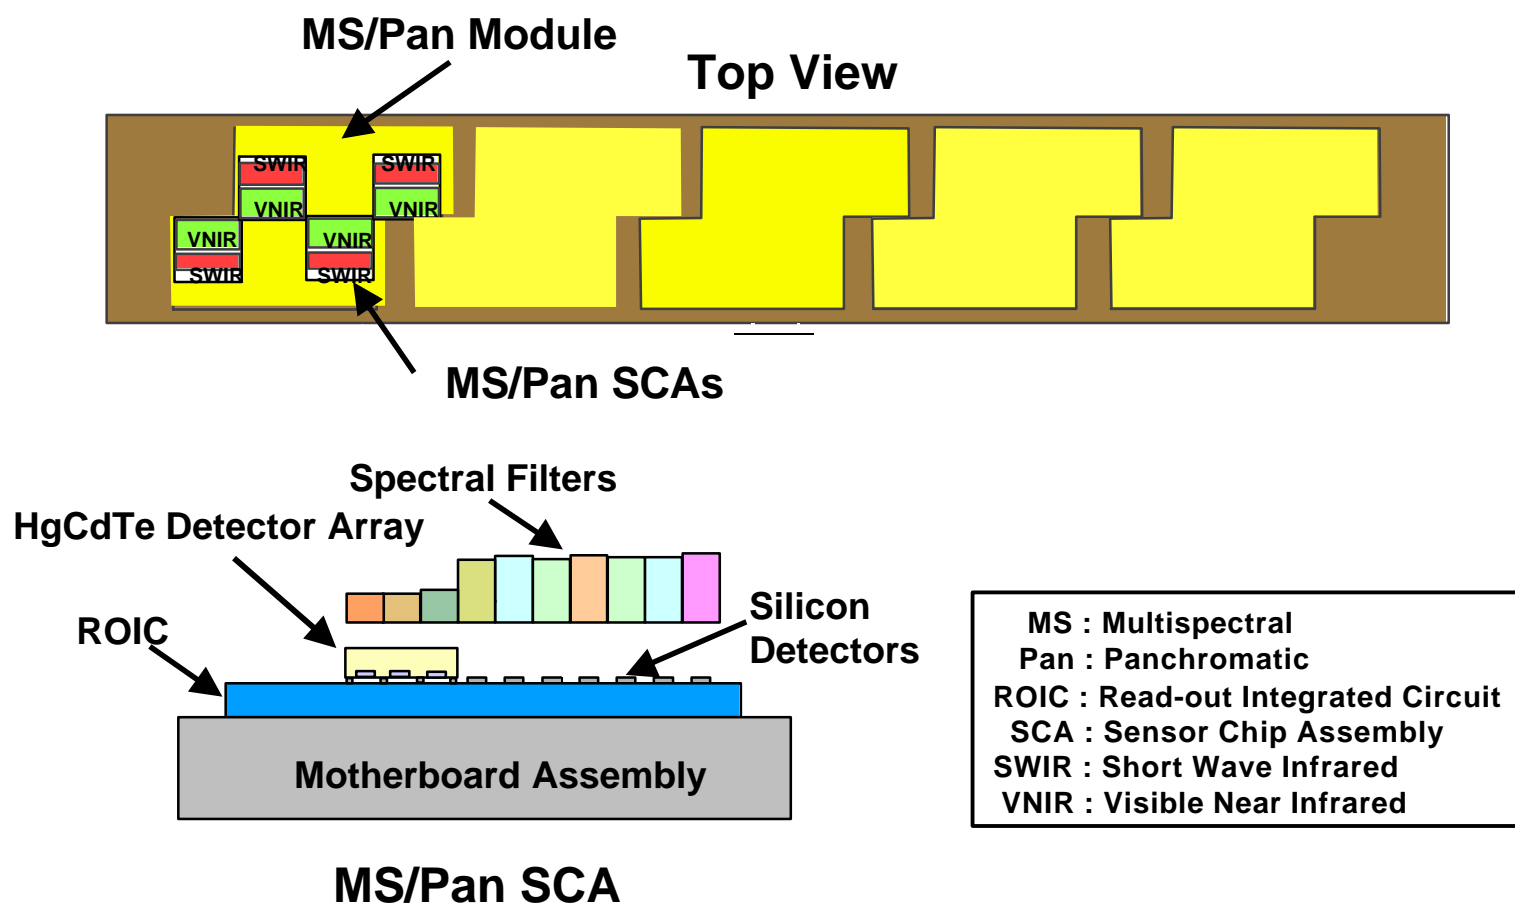 MS/Pan Module
Top View
SWIR
SWIR
VNIR
VNIR
VNIR
VNIR
SWIR
SWIR
MS/Pan SCAs
Spectral Filters
HgCdTe Detector Array
ROIC
Silicon
Detectors
Motherboard Assembly
MS/Pan SCA
MS : Multispectral
Pan : Panchromatic
ROIC : Read-out Integrated Circuit
SCA : Sensor Chip Assembly
SWIR : Short Wave Infrared
VNIR : Visible Near Infrared